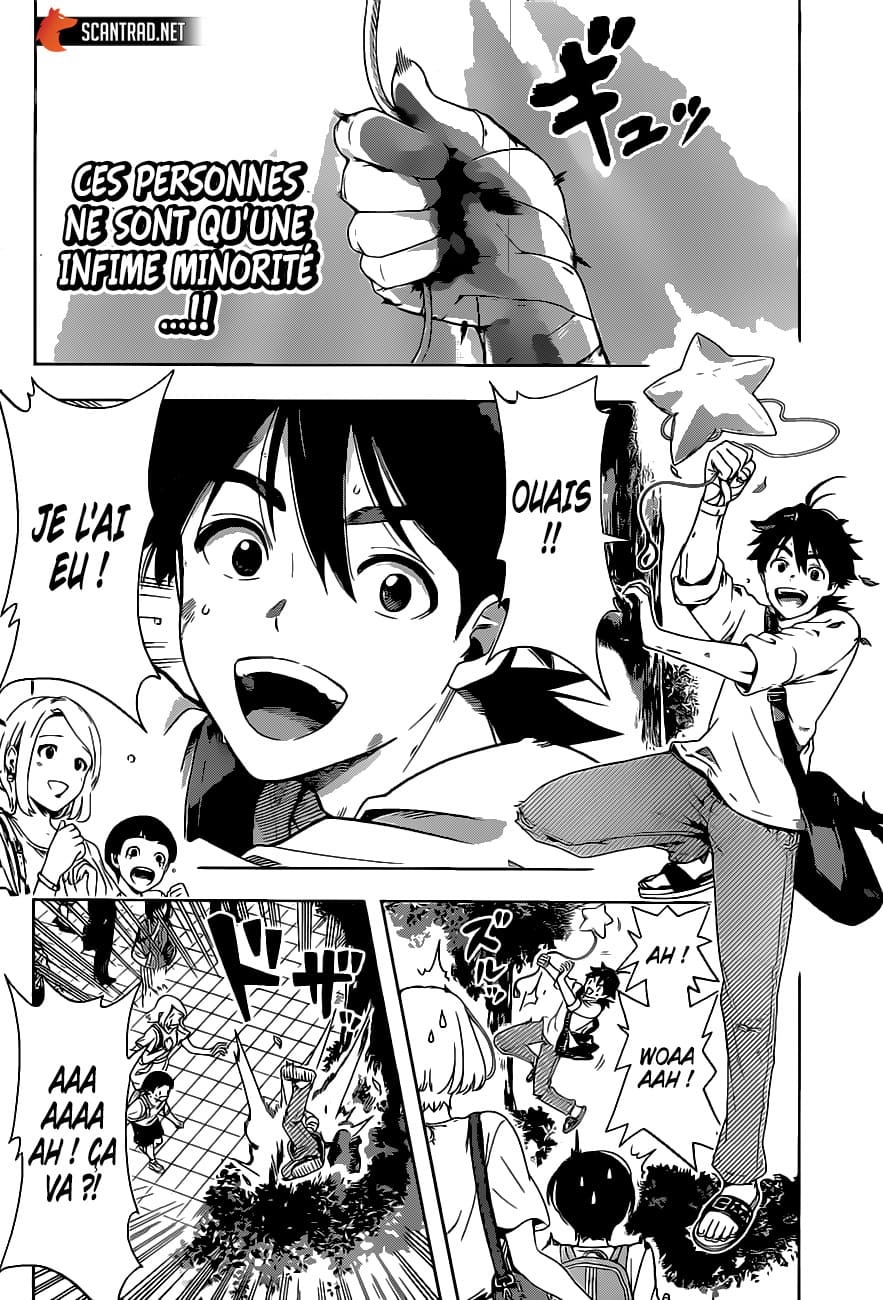 SCANTRAD.NET
ギュッ
CES PERSONNES
NE SONT QU'UNE
INFIME MINORITÉ
...!!
OUAIS
!!
JE L'AI
EU !
AH !
WOAA
AAH !
ズルッ
ドザッ
AAA
AAAA
AH ! ÇA
VA ?!